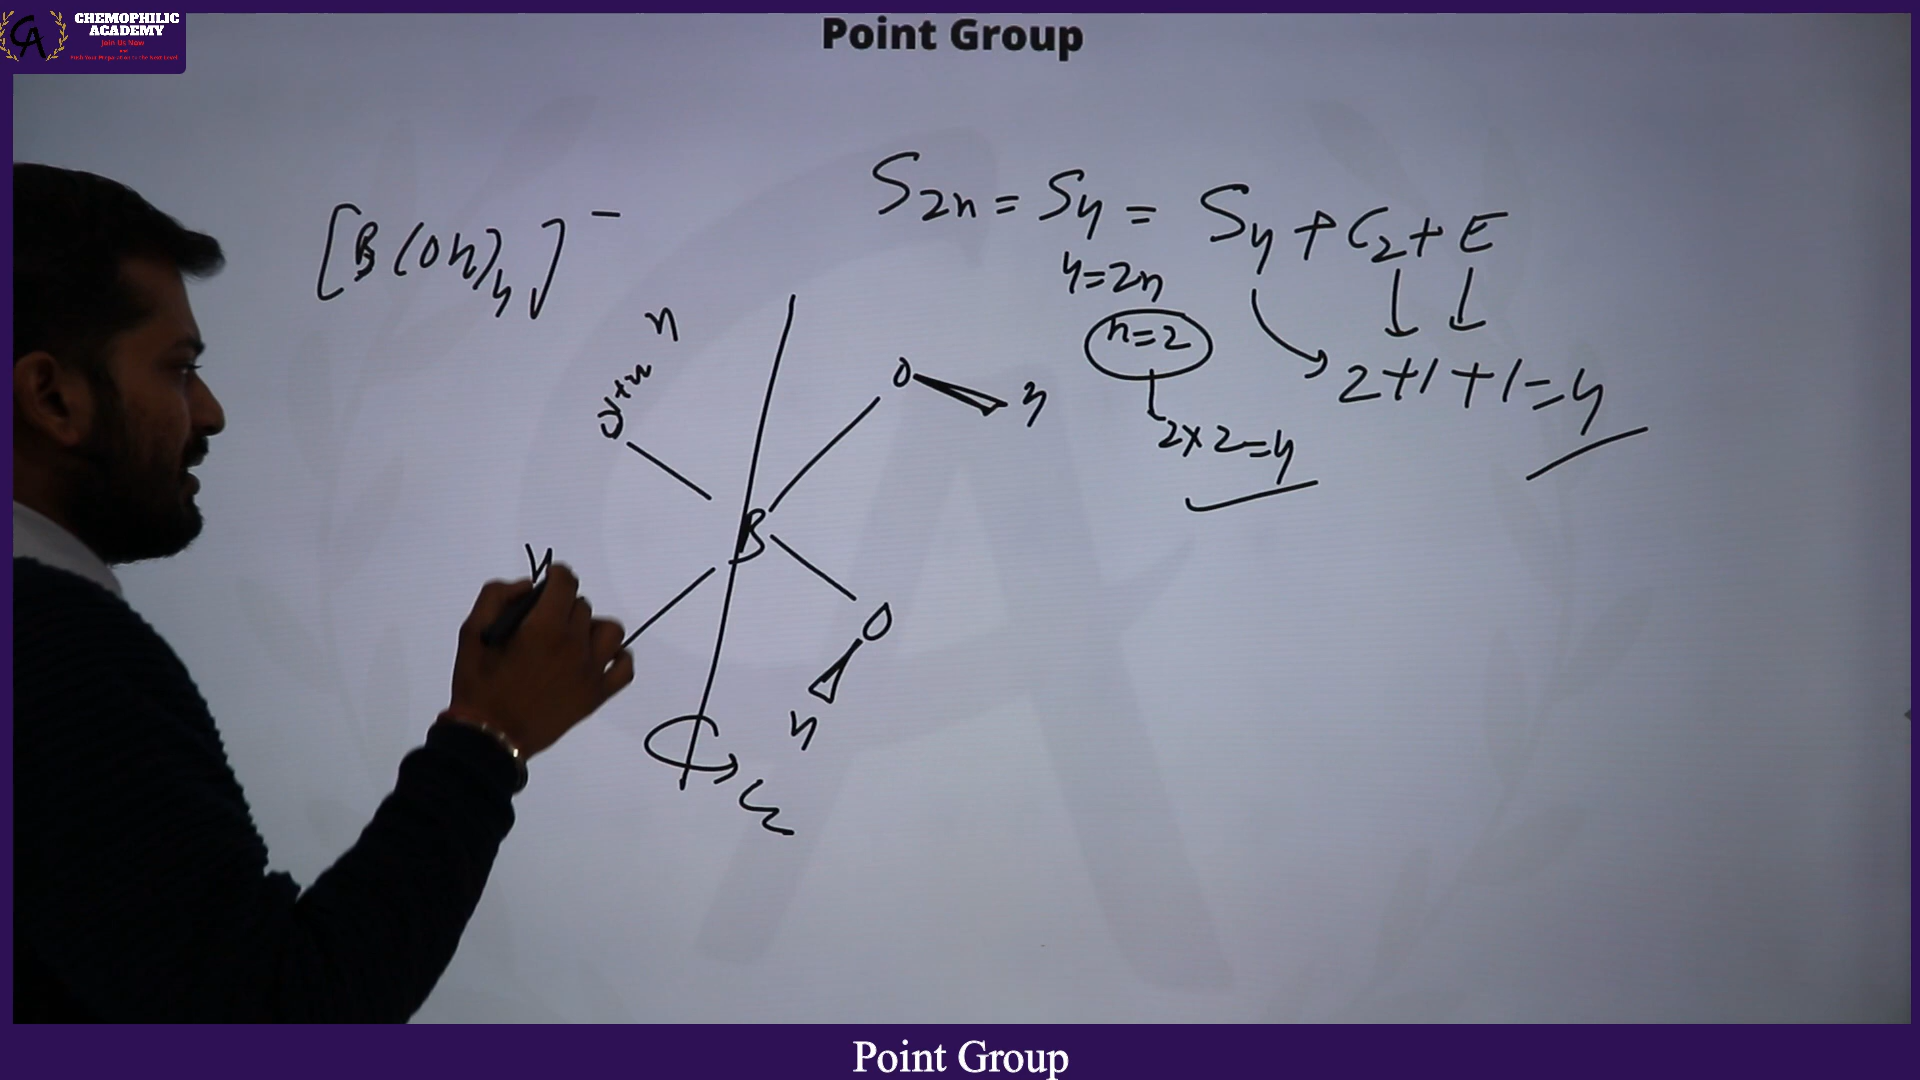 CHEMOPHILIC
ACADEMY
Join Us Now
Point Group
[B(OH)4]–
S2n = S4 = S4 + C2 + E
4=2n
n=2
2+1+1=4
2×2=4
H
O
H
B
O
H
H
C2
Point Group